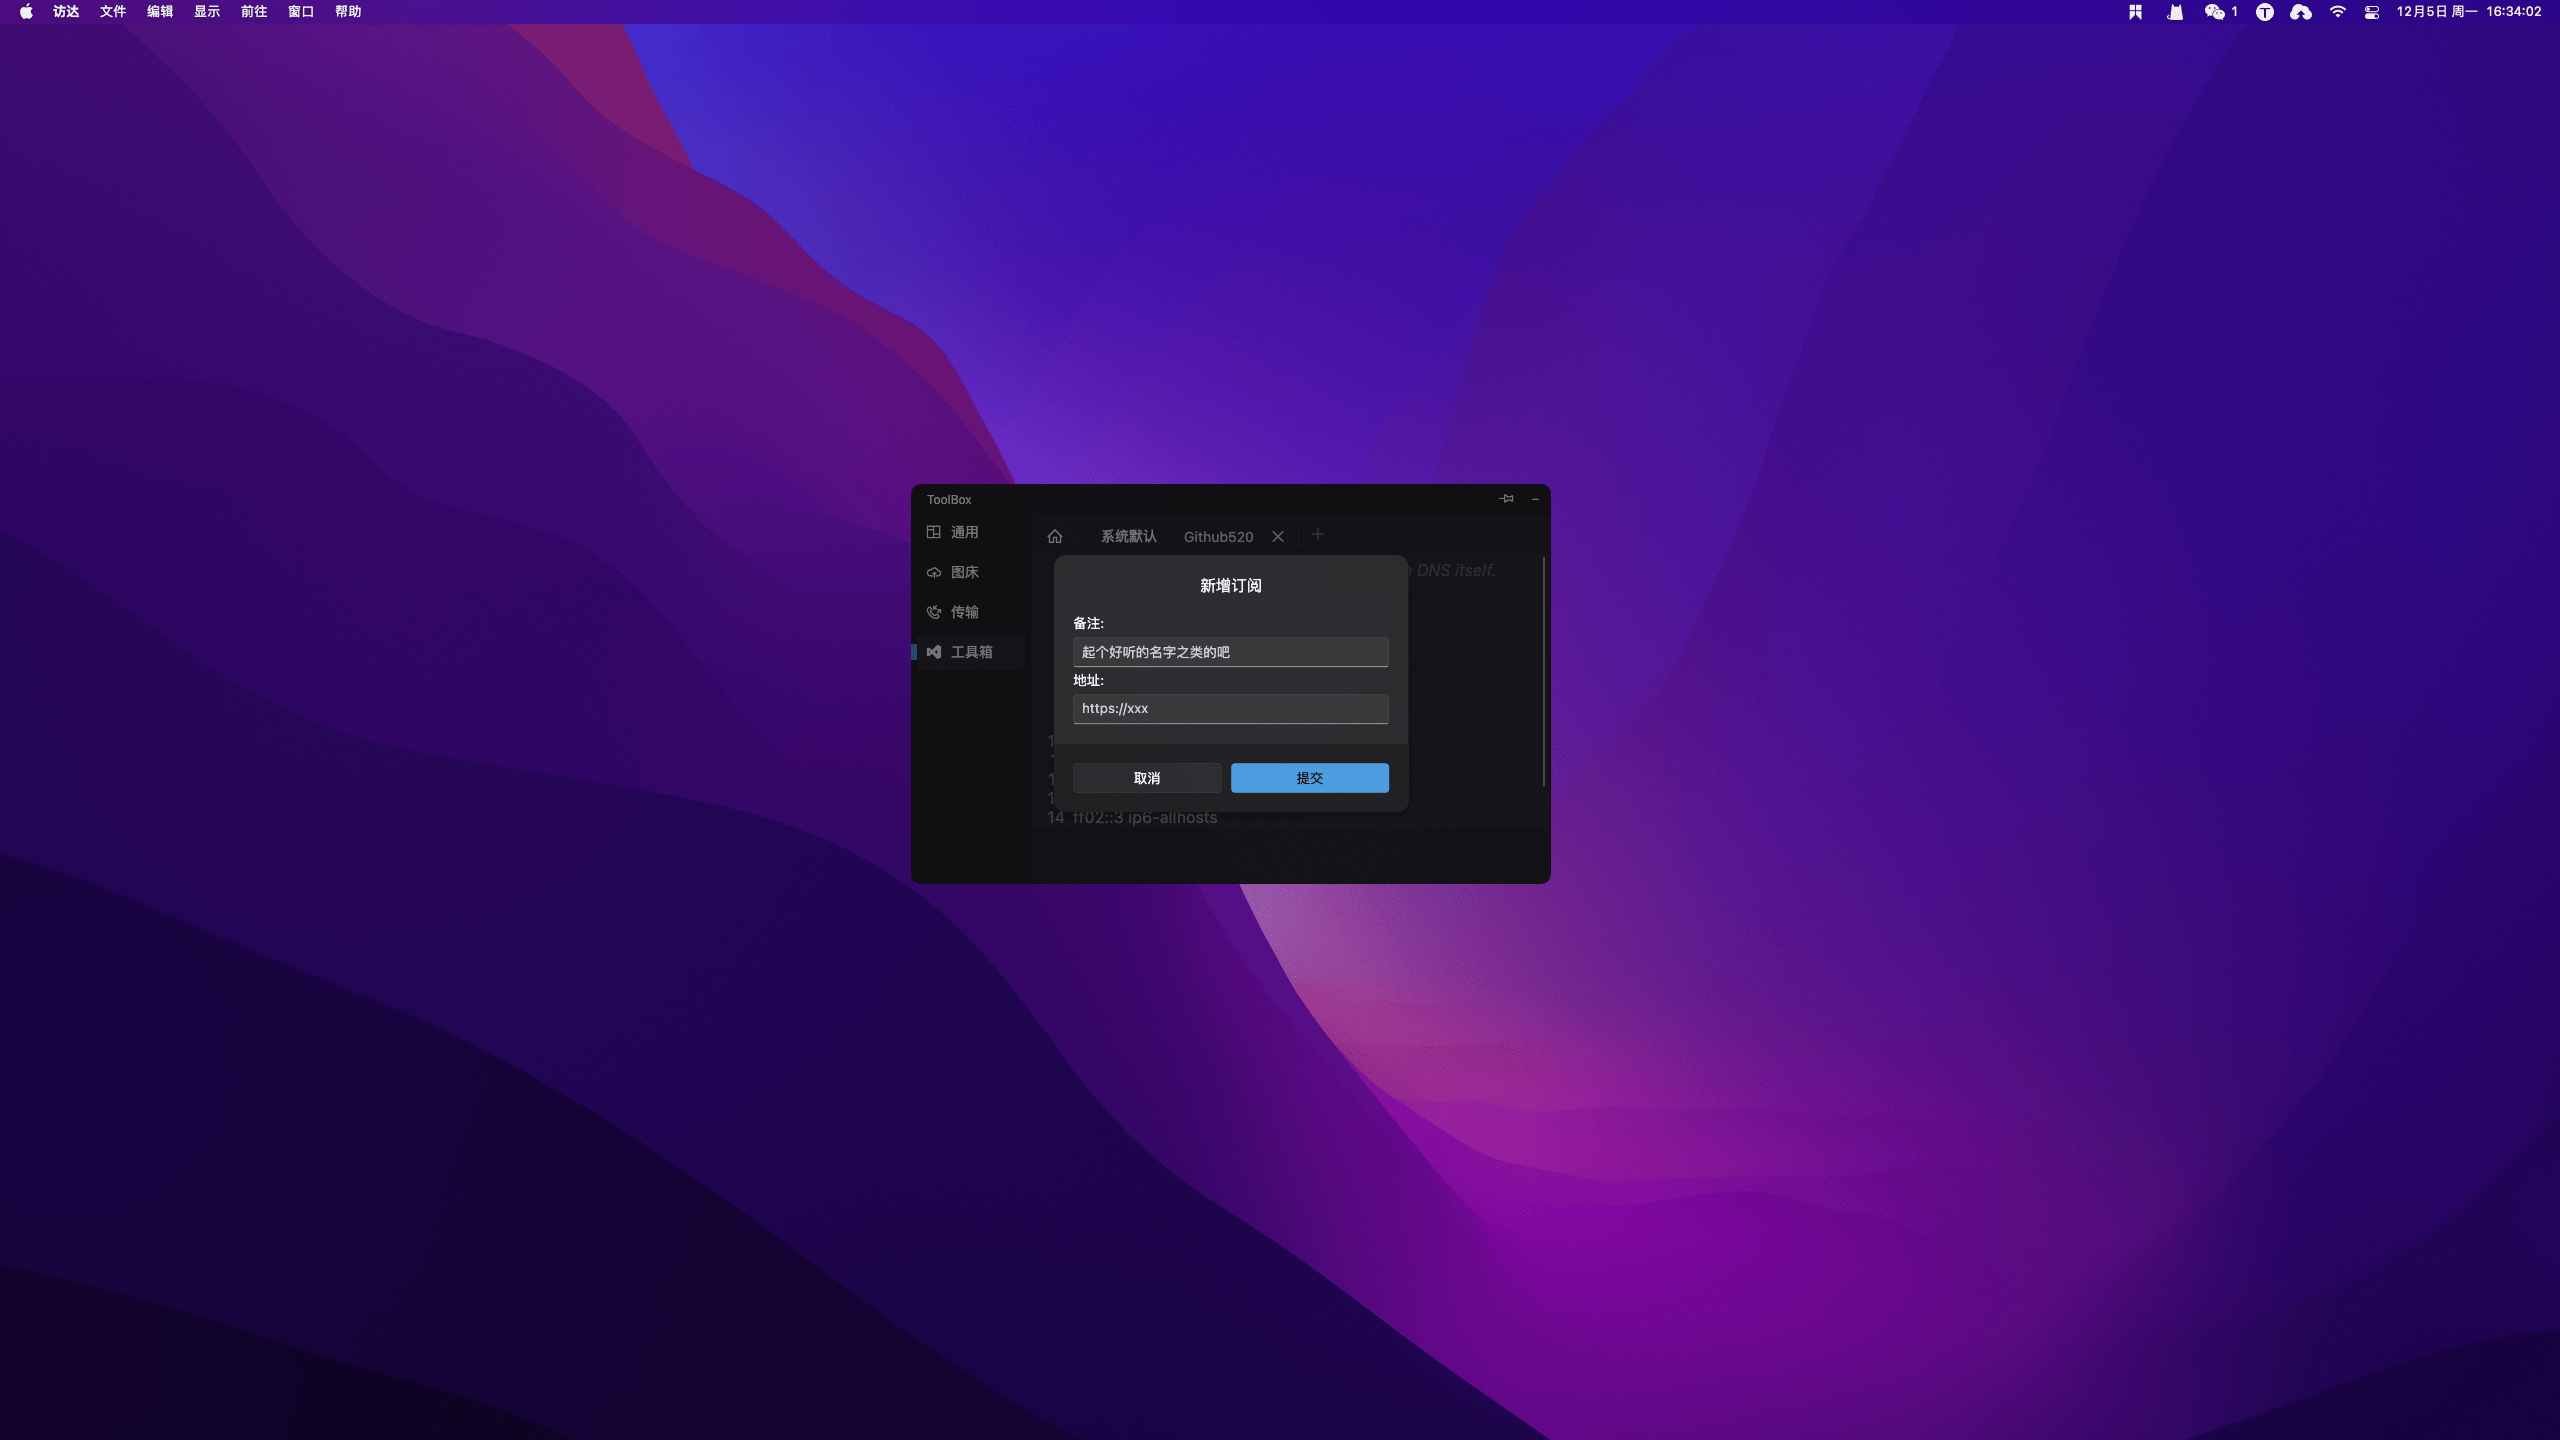 访达 文件 编辑 显示 前往 窗口 帮助
1 12月5日 周一 16:34:02
ToolBox
通用
图床
传输
工具箱
系统默认 Github520
DNS itself.
新增订阅
备注:
起个好听的名字之类的吧
地址:
https://xxx
取消 提交
14 ff02::3 ip6-allhosts